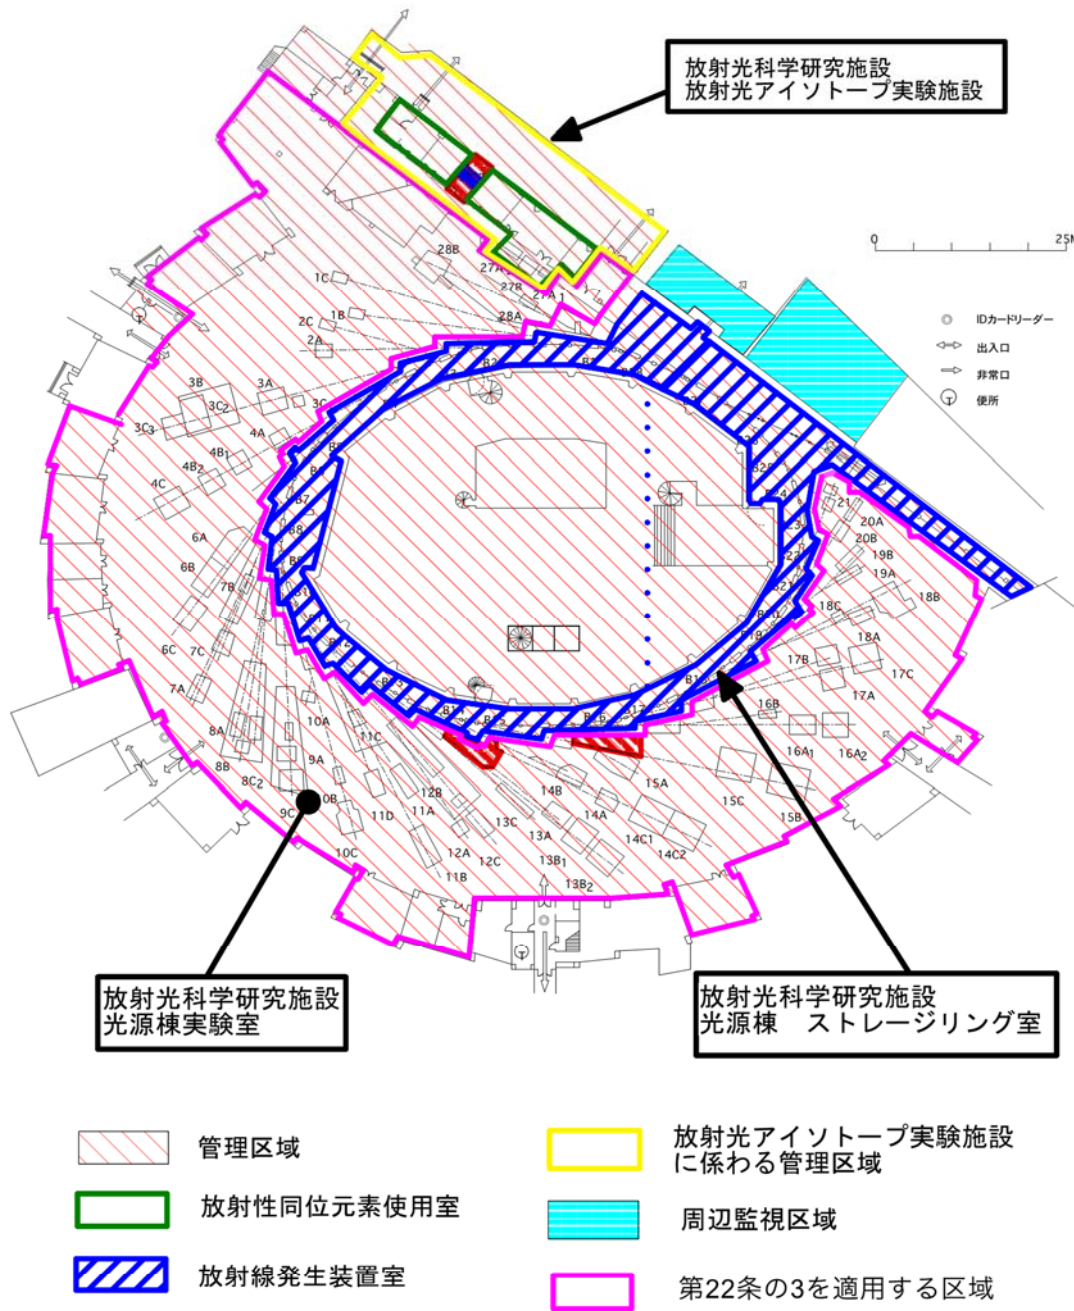 放射光科学研究施設
放射光アイソトープ実験施設
0 25M
IDカードリーダー
出入口
非常口
便所
28B
27A
1C
27B
27A 1
1B
28A
2C
2A
3B
3A
3C2
3C
3C3
4A
4B1
4B2
4C
6A
6B
7B
6C
7C
7A
8A
8B
8C2
9A
9C
10A
10C
11C
11D
11A
11B
12B
12A
12C
13C
13A
13B1
13B2
14B
14A
14C1
14C2
15A
15C
15B
16B
16A1
16A2
17B
17A
17C
18C
18A
18B
19A
19B
20B
20A
21
放射光科学研究施設
光源棟実験室
放射光科学研究施設
光源棟 ストレージリング室
管理区域
放射性同位元素使用室
放射線発生装置室
放射光アイソトープ実験施設
に係わる管理区域
周辺監視区域
第22条の3を適用する区域